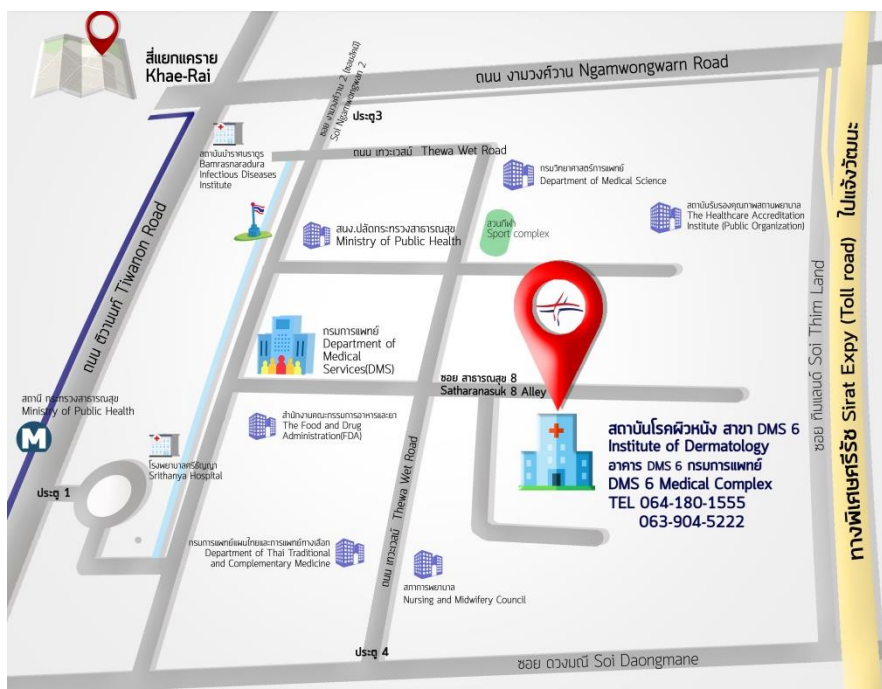 สี่แยกแคราย
Khae-Rai
ถนน งามวงศ์วาน Ngamwongwarn Road
ซอย งามวงศ์วาน 2 (ซอยอัคนี)
Soi Ngamwongwan 2
ประตู3
ถนน เทวะเวสม์ Thewa Wet Road
สถาบันบำราศนราดูร
Bamrasnaradura
Infectious Diseases
Institute
กรมวิทยาศาสตร์การแพทย์
Department of Medical Science
สถาบันรับรองคุณภาพสถานพยาบาล
The Healthcare Accreditation
Institute (Public Organization)
สนง.ปลัดกระทรวงสาธารณสุข
Ministry of Public Health
สวนกีฬา
Sport complex
ถนน ติวานนท์ Tiwanon Road
กรมการแพทย์
Department of
Medical
Services(DMS)
ซอย สาธารณสุข 8
Satharanasuk 8 Alley
สถานี กระทรวงสาธารณสุข
Ministry of Public Health
M
สำนักงานคณะกรรมการอาหารและยา
The Food and Drug
Administration(FDA)
สถาบันโรคผิวหนัง สาขา DMS 6
Institute of Dermatology
อาคาร DMS 6 กรมการแพทย์
DMS 6 Medical Complex
TEL 064-180-1555
063-904-5222
โรงพยาบาลศรีธัญญา
Srithanya Hospital
ประตู 1
ถนน เทวะเวสม์ Thewa Wet Road
กรมการแพทย์แผนไทยและการแพทย์ทางเลือก
Department of Thai Traditional
and Complementary Medicine
สภาการพยาบาล
Nursing and Midwifery Council
ประตู 4
ซอย ดวงมณี Soi Daongmane
ซอย ทิมแลนด์ Soi Thim Land
ทางพิเศษศรีรัช Sirat Expy (Toll road) ไปแจ้งวัฒนะ